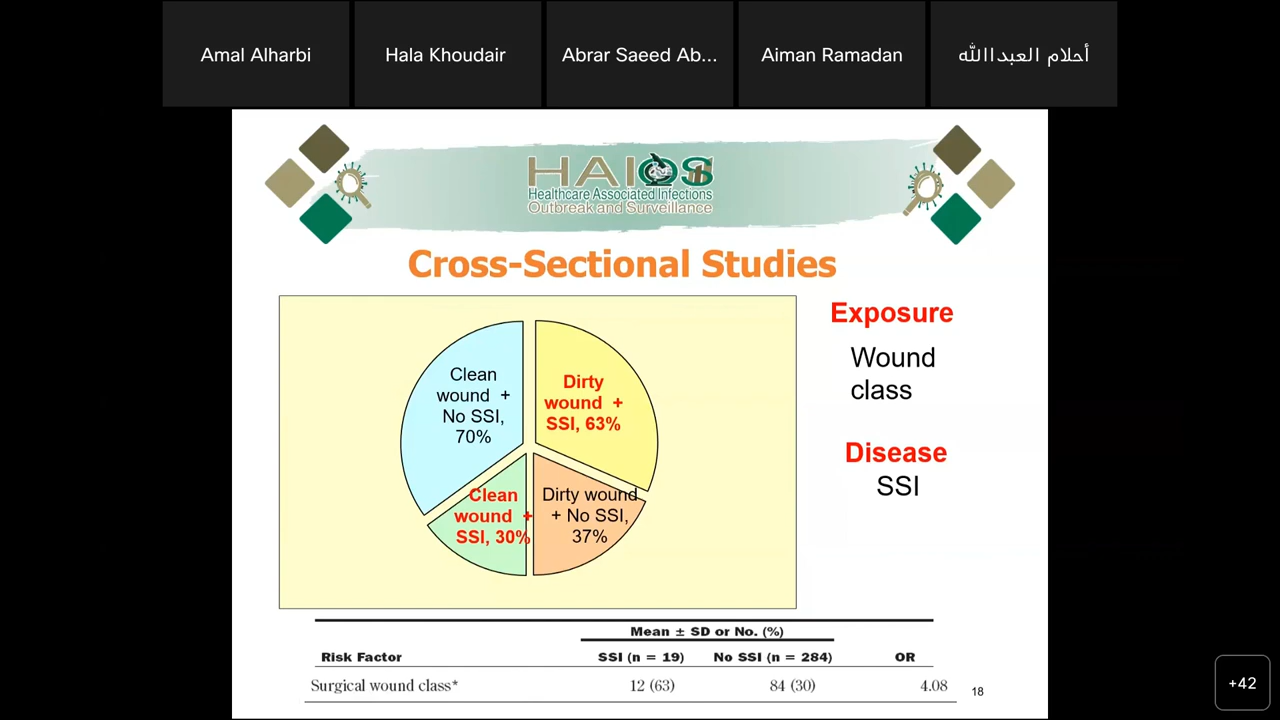 Amal Alharbi
Hala Khoudair
Abrar Saeed Ab...
Aiman Ramadan
أحلام العبداالله
HAIOS
Healthcare Associated Infections
Outbreak and Surveillance
Cross-Sectional Studies
Clean
wound +
No SSI,
70%
Dirty
wound +
SSI, 63%
Clean
wound +
SSI, 30%
Dirty wound
+ No SSI,
37%
Exposure
Wound
class
Disease
SSI
Mean ± SD or No. (%)
Risk Factor SSI (n = 19) No SSI (n = 284) OR
Surgical wound class* 12 (63) 84 (30) 4.08
18
+42